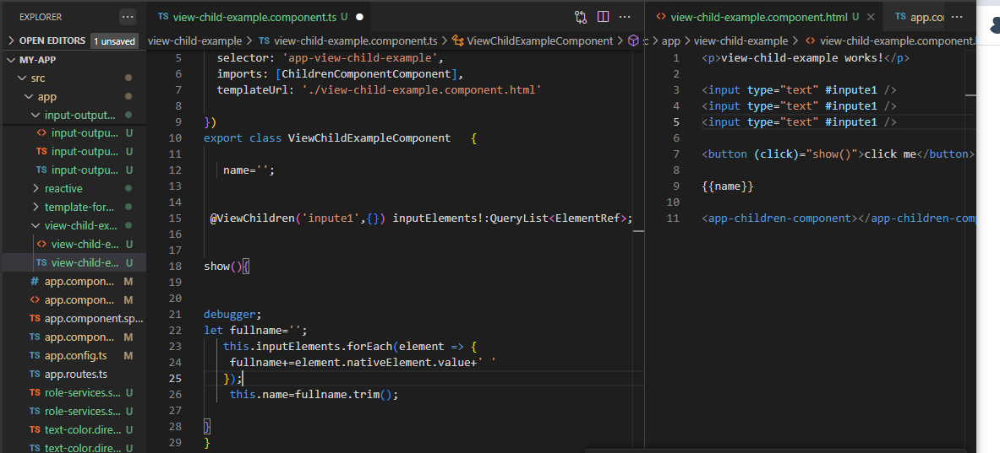 EXPLORER
OPEN EDITORS 1 unsaved
MY-APP
src
app
input-output...
input-outpu... U
input-outpu... U
input-outpu... U
reactive
template-for...
view-child-ex...
view-child-e... U
view-child-e... U
app.compon... M
app.compon... M
app.component.sp...
app.compon... M
app.config.ts M
app.routes.ts
role-services.s... U
role-services.s... U
text-color.dire... U
text-color.dire... U
TS view-child-example.component.ts U
view-child-example > TS view-child-example.component.ts > ViewChildExampleComponent >
5 selector: 'app-view-child-example',
6 imports: [ChildrenComponentComponent],
7 templateUrl: './view-child-example.component.html'
8
9 })
10 export class ViewChildExampleComponent {
11
12 name='';
13
14
15 @ViewChildren('inpute1',{}) inputElements!:QueryList<ElementRef>;
16
17
18 show(){
19
20
21 debugger;
22 let fullname='';
23 this.inputElements.forEach(element => {
24 fullname+=element.nativeElement.value+' '
25 });
26 this.name=fullname.trim();
27
28 }
29 }
<> view-child-example.component.html U
TS app.co
> app > view-child-example > <> view-child-example.component.
1 <p>view-child-example works!</p>
2
3 <input type="text" #inpute1 />
4 <input type="text" #inpute1 />
5 <input type="text" #inpute1 />
6
7 <button (click)="show()">click me</button>
8
9 {{name}}
10
11 <app-children-component></app-children-com